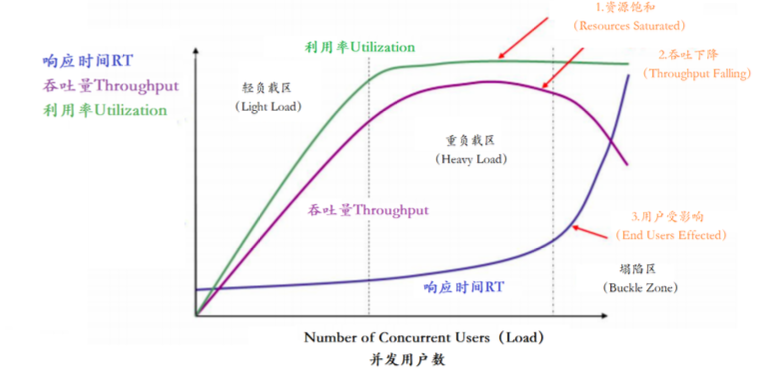 1.资源饱和
(Resources Saturated)
利用率Utilization
响应时间RT
吞吐量Throughput
利用率Utilization
2.吞吐下降
(Throughput Falling)
轻负载区
(Light Load)
重负载区
(Heavy Load)
吞吐量Throughput
3.用户受影响
(End Users Effected)
塌陷区
(Buckle Zone)
响应时间RT
Number of Concurrent Users（Load）
并发用户数